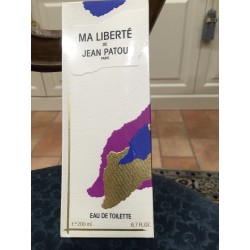 MA LIBERTÉ
DE
JEAN PATOU
PARIS
EAU DE TOILETTE
℮ 200 ml 6.7 FL.OZ